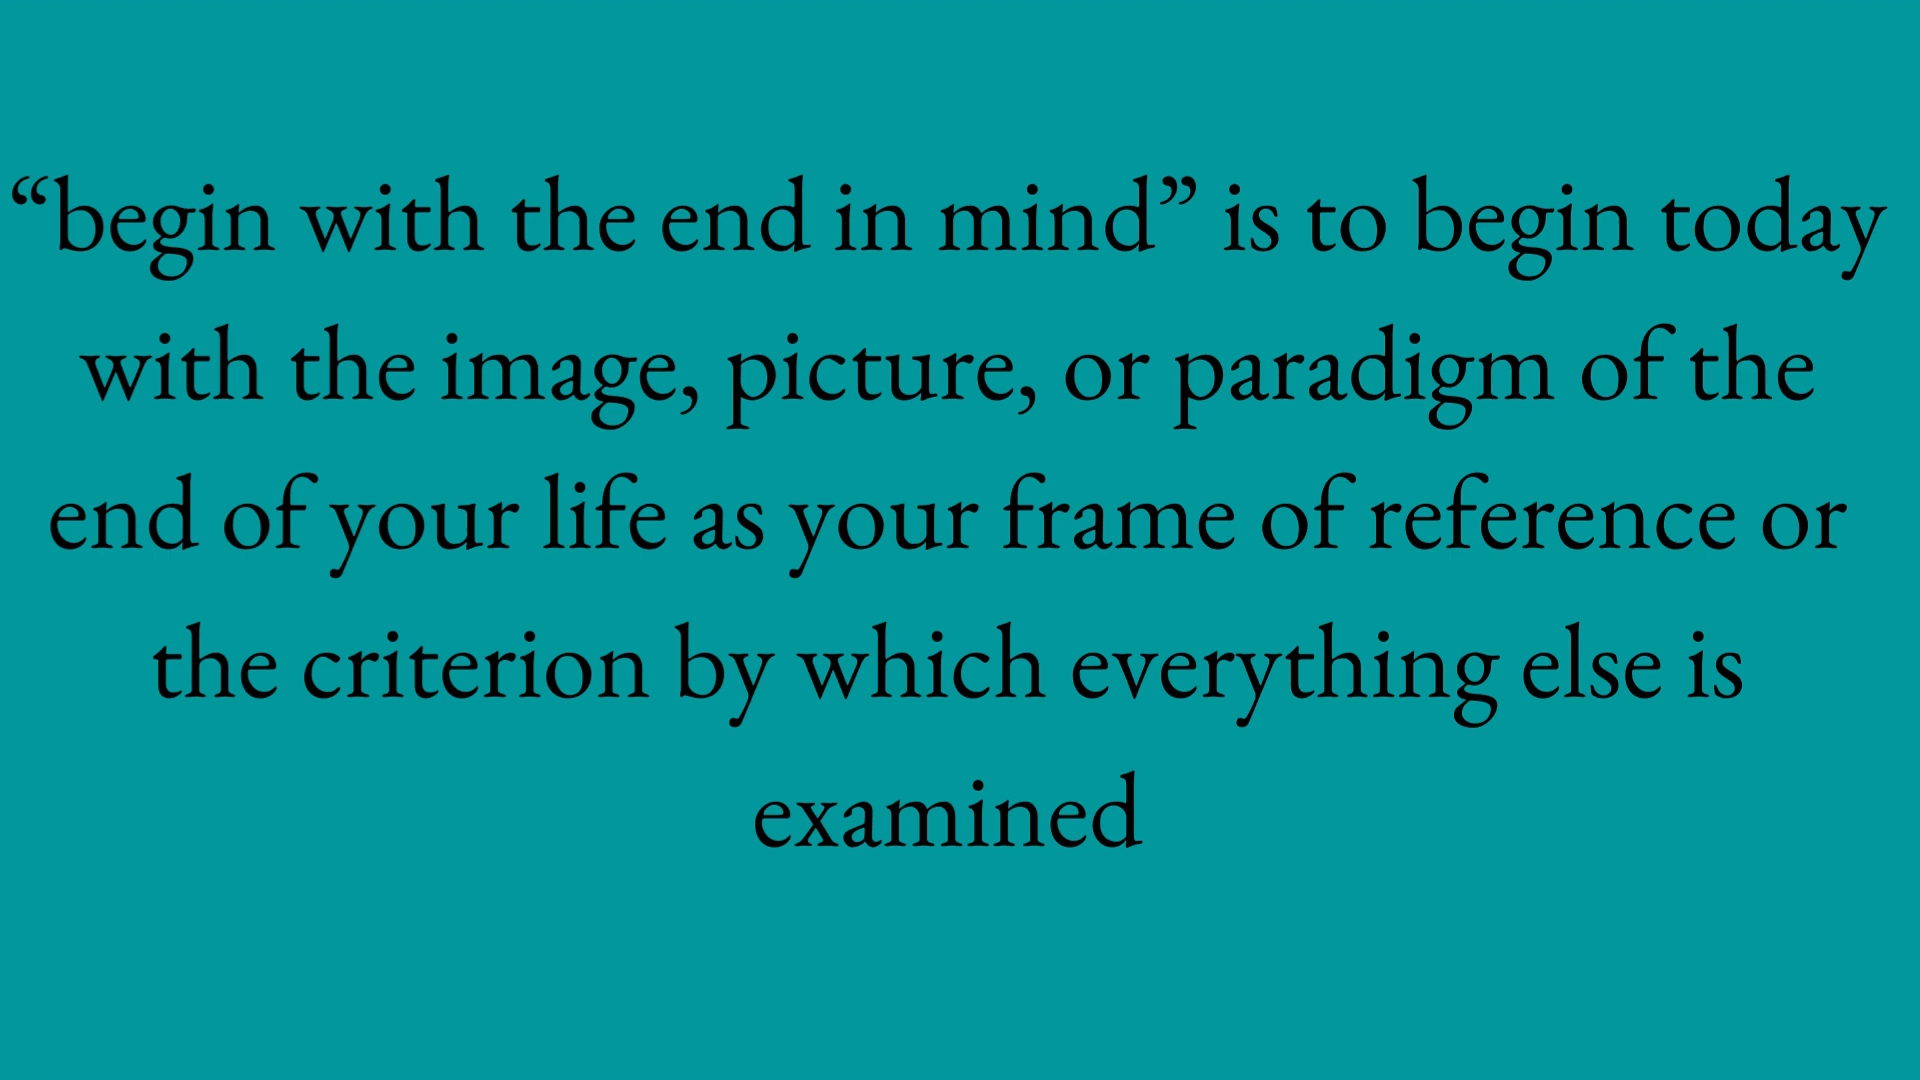 “begin with the end in mind” is to begin today
with the image, picture, or paradigm of the
end of your life as your frame of reference or
the criterion by which everything else is
examined